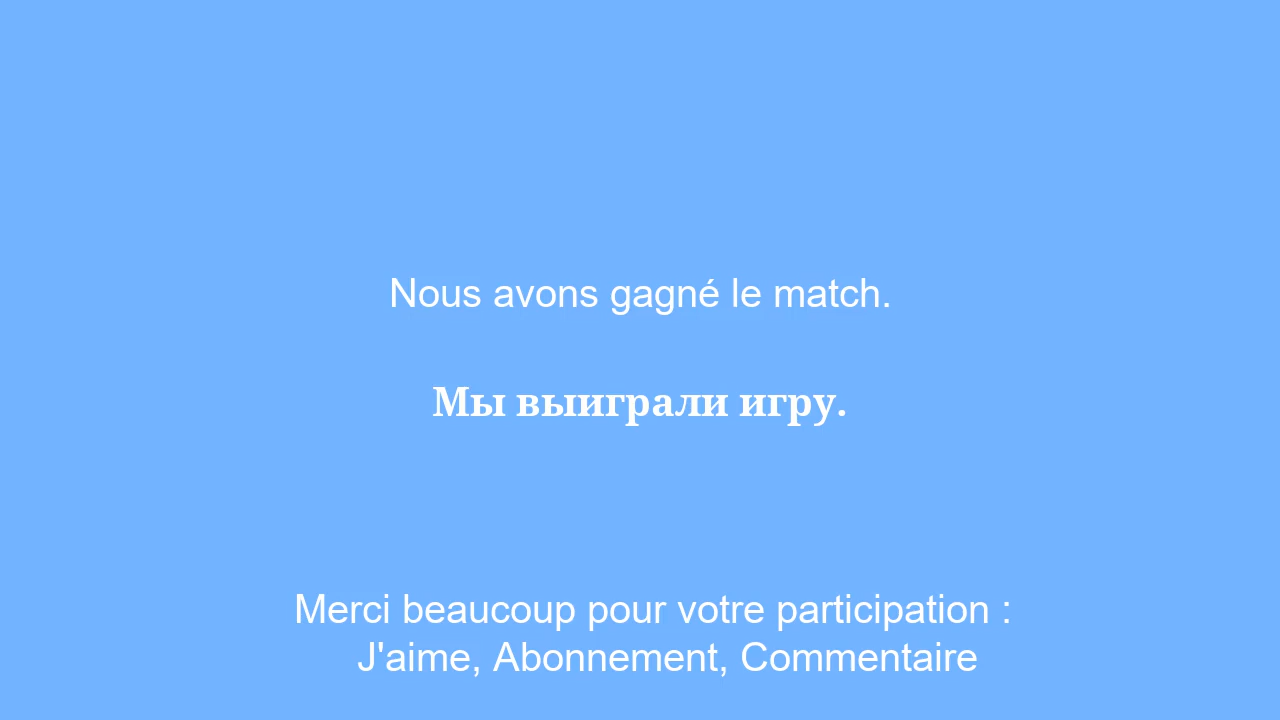 Nous avons gagné le match.
Мы выиграли игру.
Merci beaucoup pour votre participation :
J'aime, Abonnement, Commentaire